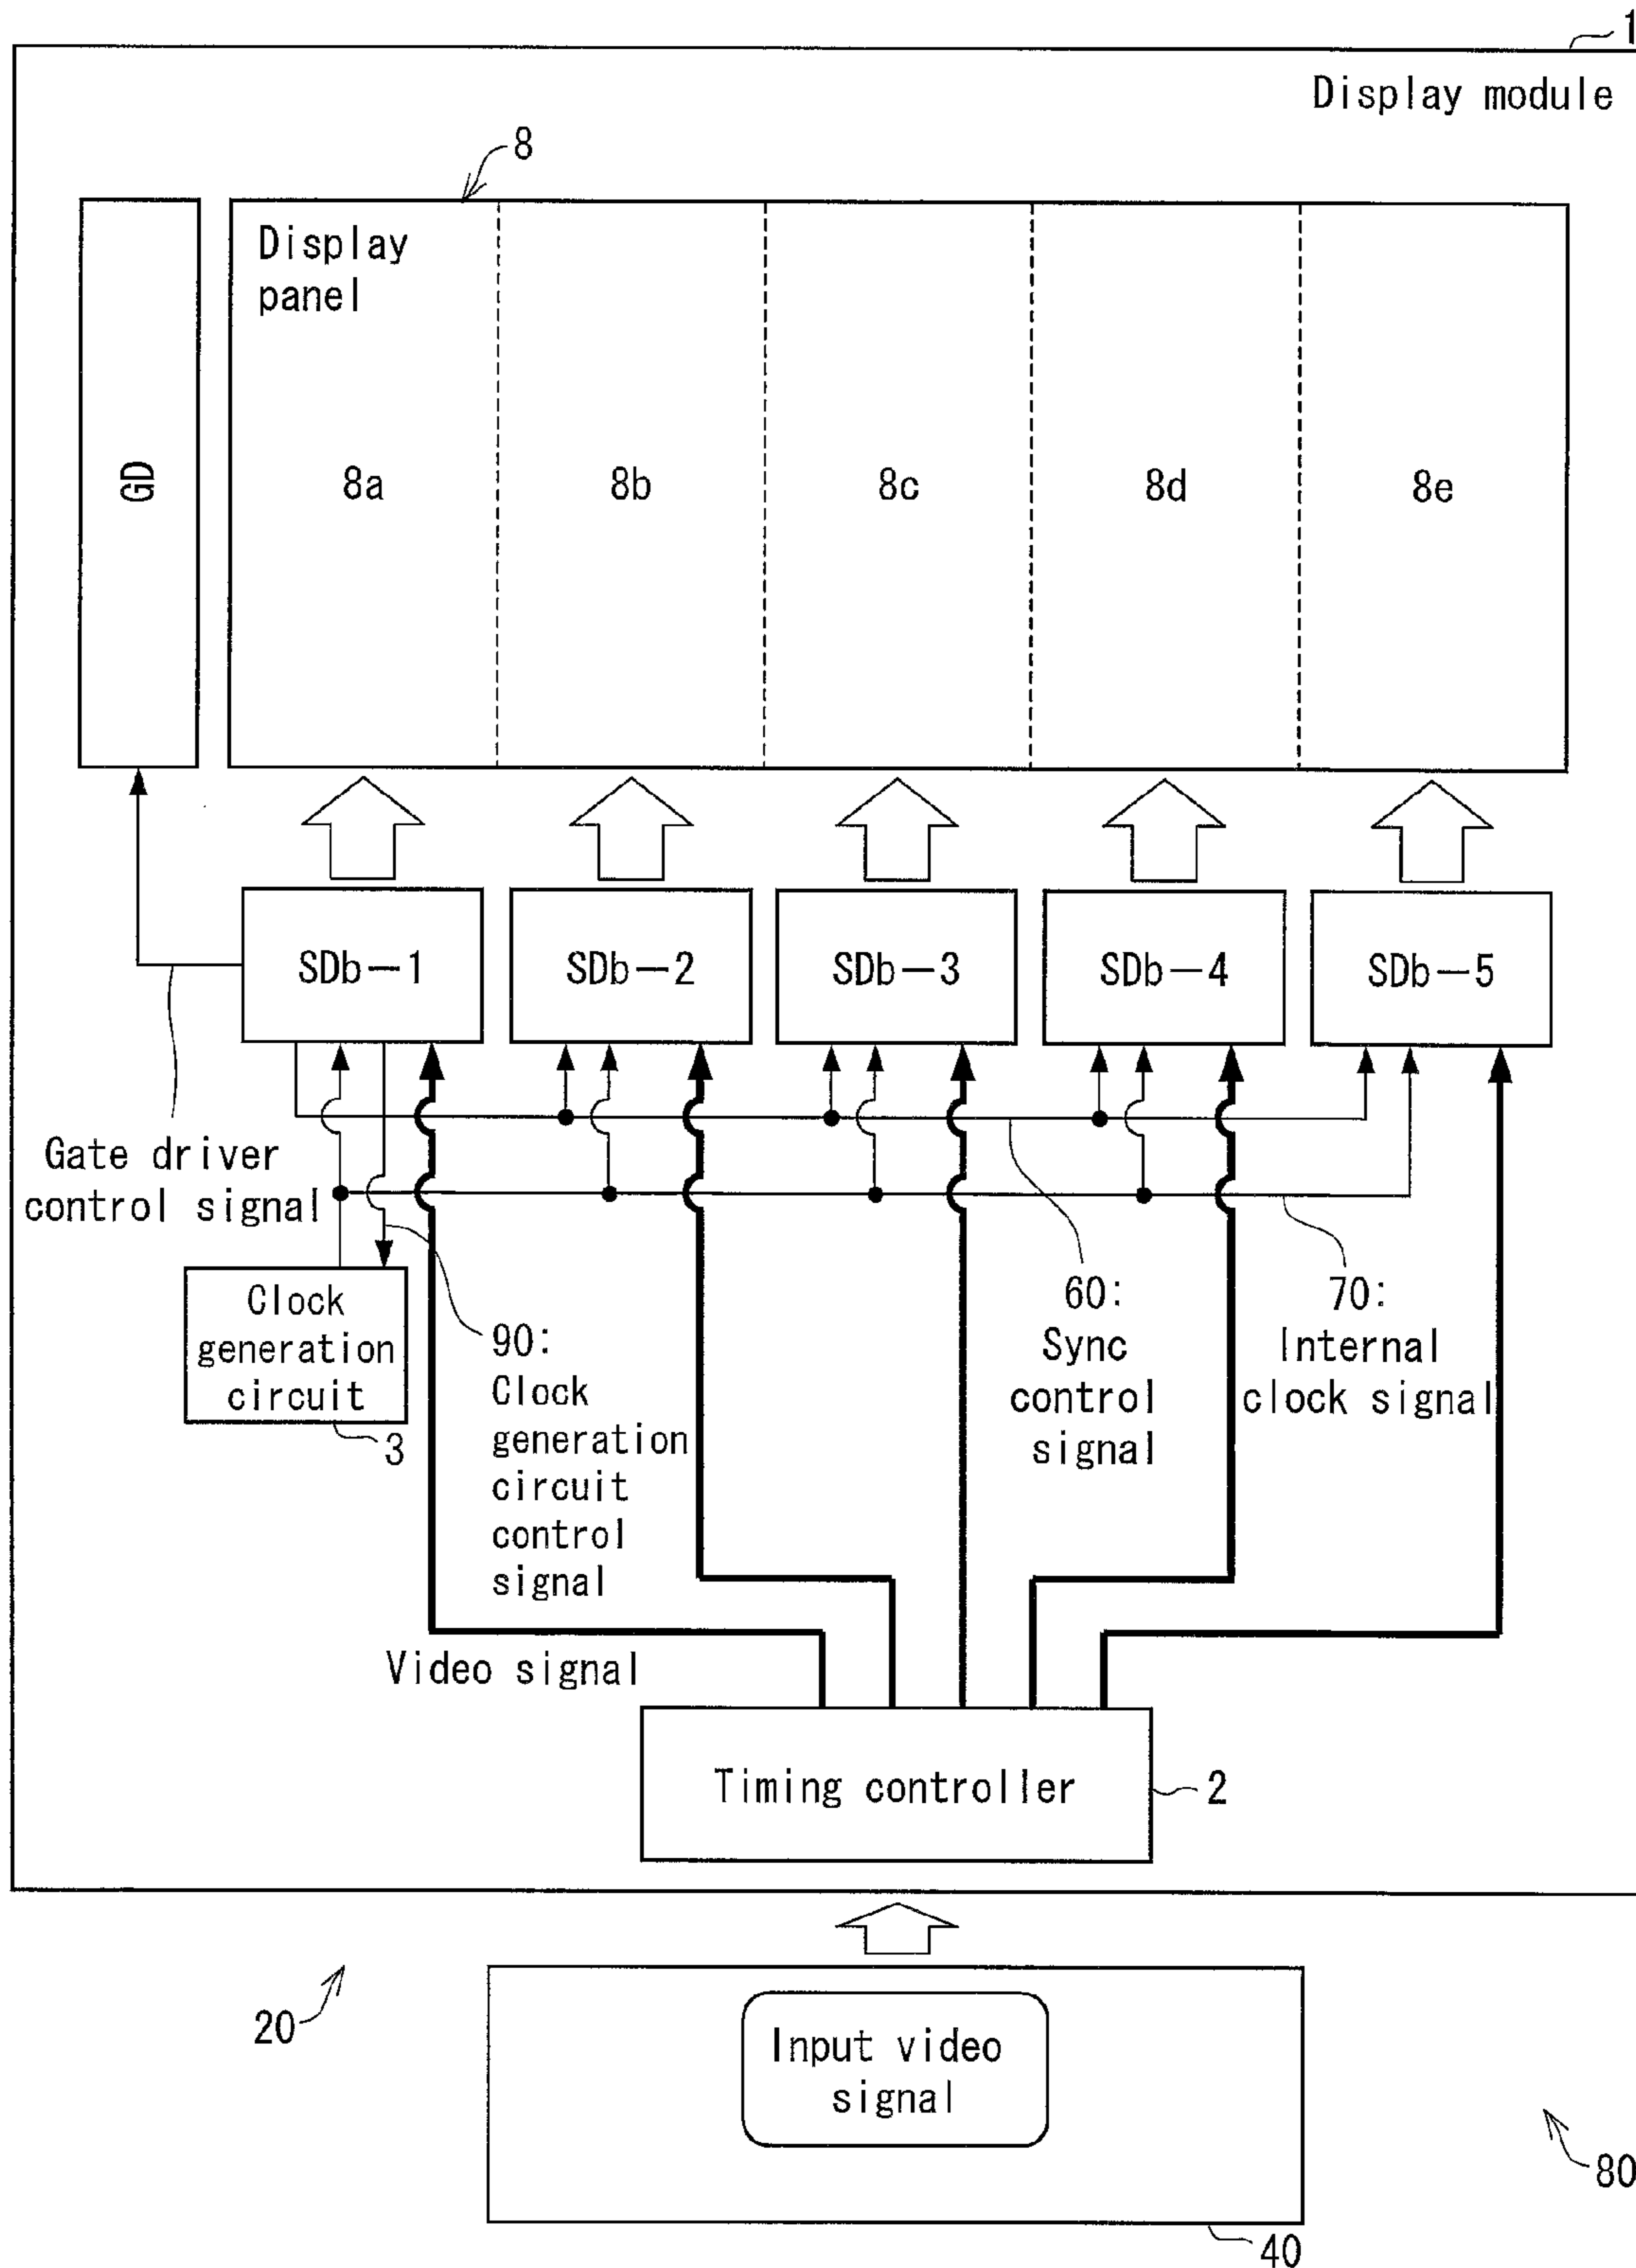 1
Display module
8
Display
panel
GD
8a
8b
8c
8d
8e
SDb—1
SDb—2
SDb—3
SDb—4
SDb—5
Gate driver
control signal
Clock
generation
circuit
3
90:
Clock
generation
circuit
control
signal
60:
Sync
control
signal
70:
Internal
clock signal
Video signal
Timing controller
2
20
Input video
signal
80
40